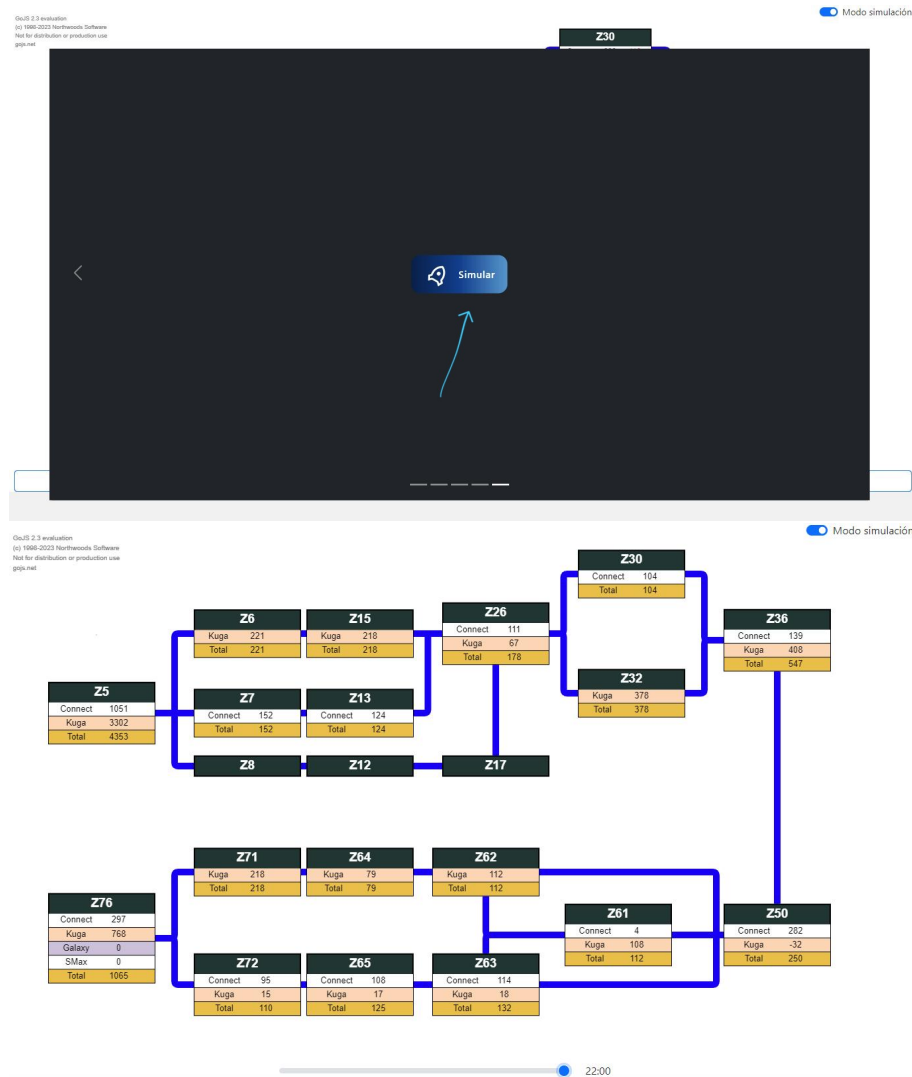 GoJS 2.3 evaluation
(c) 1998-2023 Northwoods Software
Not for distribution or production use
gojs.net
Modo simulación
Z30
Simular
GoJS 2.3 evaluation
(c) 1998-2023 Northwoods Software
Not for distribution or production use
gojs.net
Modo simulación
Z30
Connect 104
Total 104
Z6
Kuga 221
Total 221
Z15
Kuga 218
Total 218
Z26
Connect 111
Kuga 67
Total 178
Z36
Connect 139
Kuga 408
Total 547
Z5
Connect 1051
Kuga 3302
Total 4353
Z7
Connect 152
Total 152
Z13
Connect 124
Total 124
Z32
Kuga 378
Total 378
Z8
Z12
Z17
Z71
Kuga 218
Total 218
Z64
Kuga 79
Total 79
Z62
Kuga 112
Total 112
Z76
Connect 297
Kuga 768
Galaxy 0
SMax 0
Total 1065
Z61
Connect 4
Kuga 108
Total 112
Z50
Connect 282
Kuga -32
Total 250
Z72
Connect 95
Kuga 15
Total 110
Z65
Connect 108
Kuga 17
Total 125
Z63
Connect 114
Kuga 18
Total 132
22:00